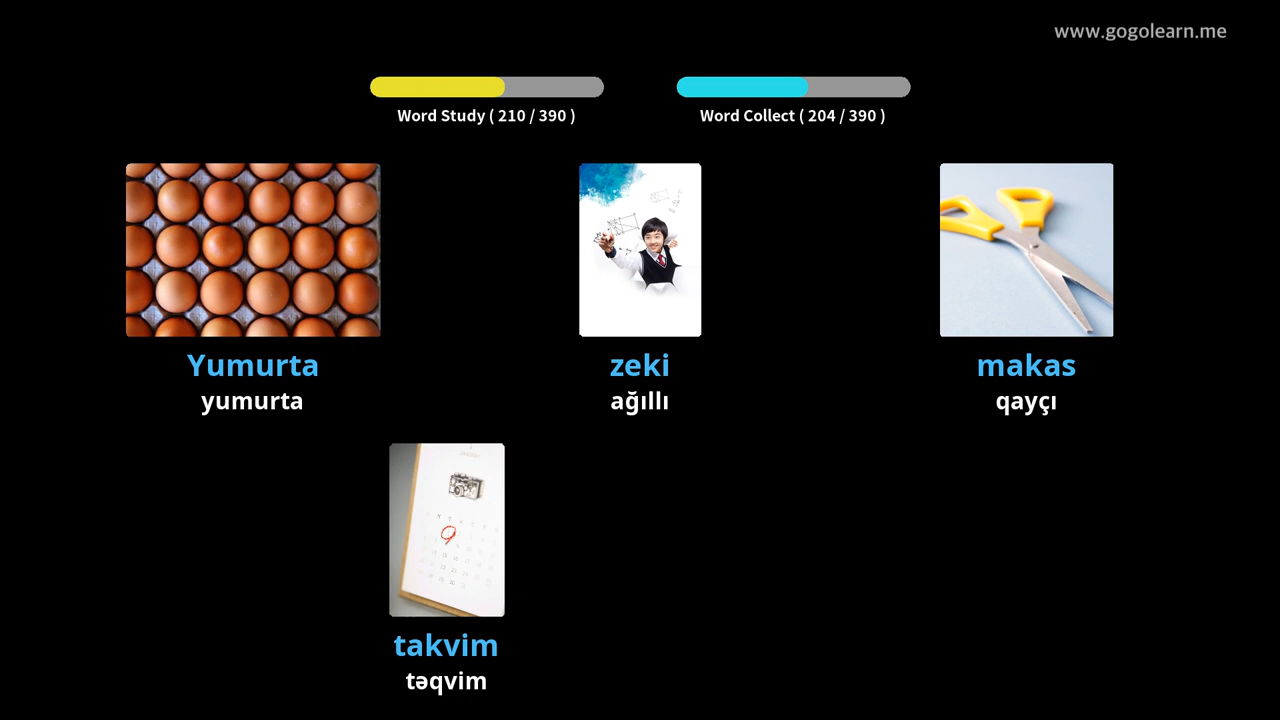 www.gogolearn.me
Word Study ( 210 / 390 )
Word Collect ( 204 / 390 )
Yumurta
yumurta
zeki
ağıllı
makas
qayçı
takvim
təqvim